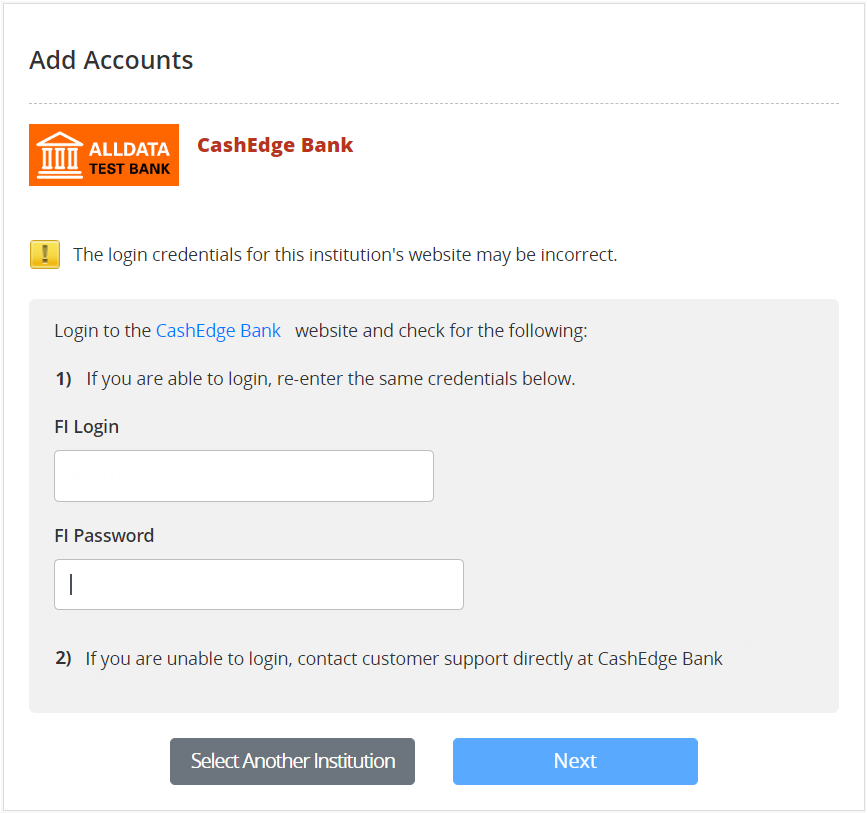 Add Accounts
ALLDATA
TEST BANK
CashEdge Bank
The login credentials for this institution's website may be incorrect.
Login to the CashEdge Bank website and check for the following:
1) If you are able to login, re-enter the same credentials below.
FI Login
FI Password
2) If you are unable to login, contact customer support directly at CashEdge Bank
Select Another Institution
Next